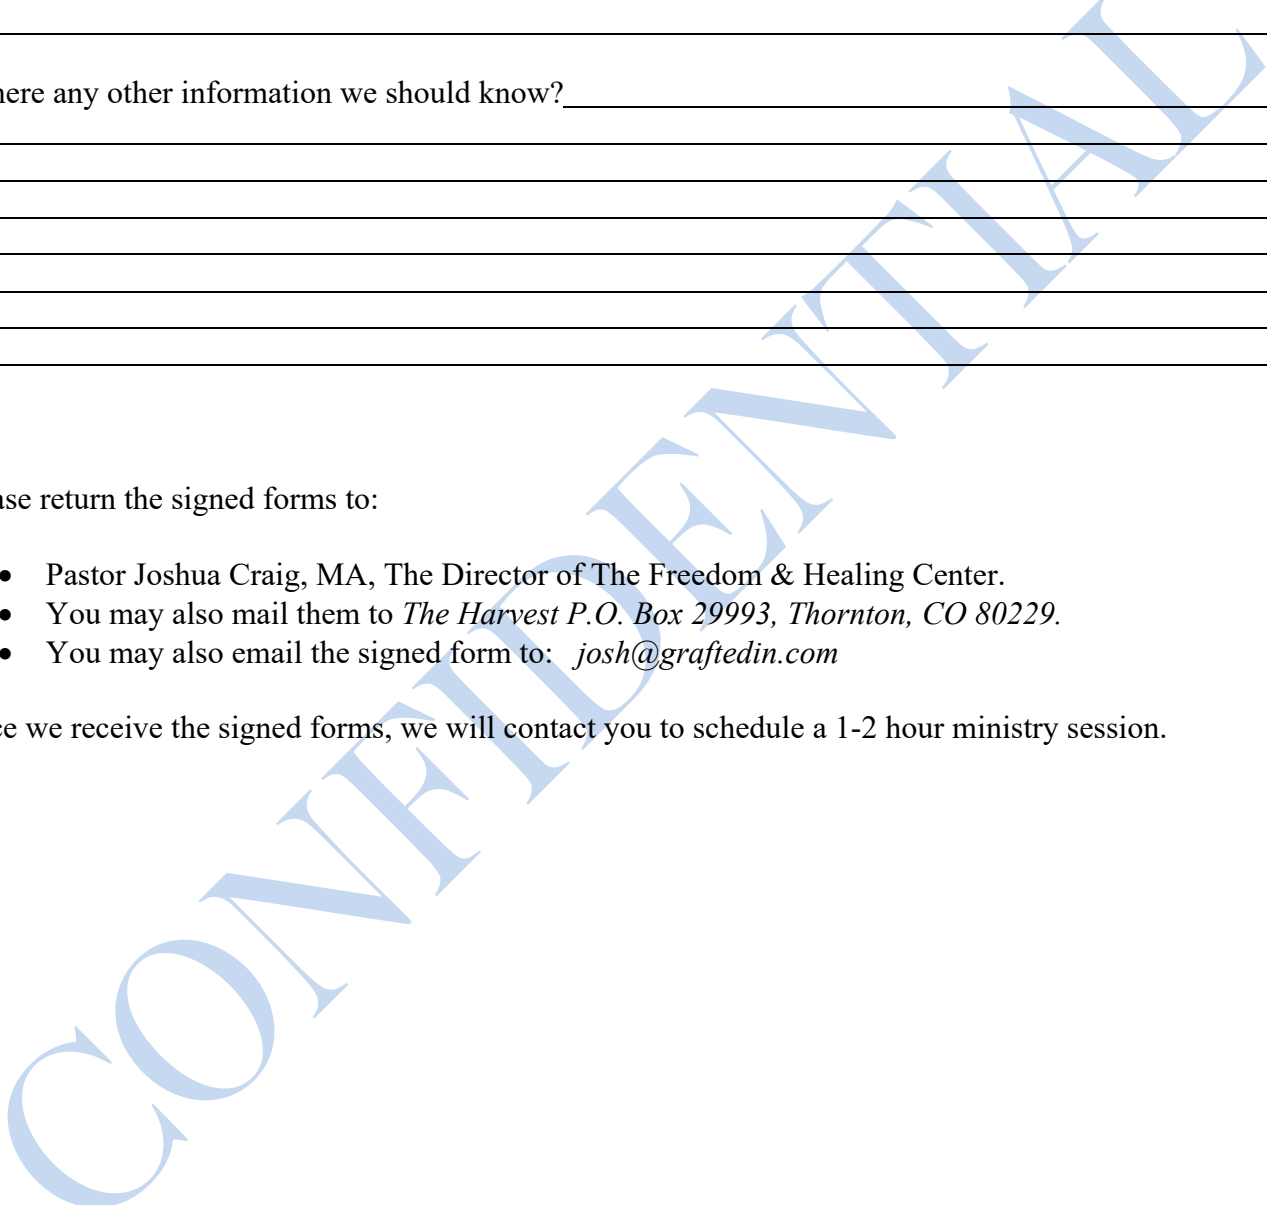 here any other information we should know?
ase return the signed forms to:
• Pastor Joshua Craig, MA, The Director of The Freedom & Healing Center.
• You may also mail them to The Harvest P.O. Box 29993, Thornton, CO 80229.
• You may also email the signed form to: josh@graftedin.com
ce we receive the signed forms, we will contact you to schedule a 1-2 hour ministry session.
CONFIDENTIAL